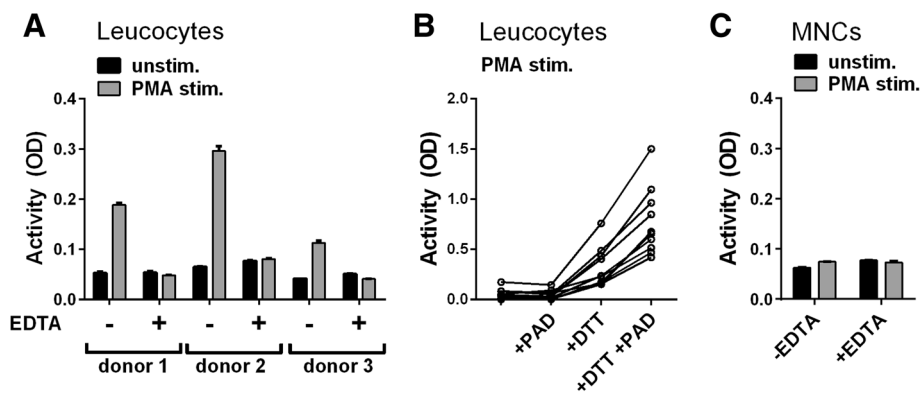 A Leucocytes
unstim.
PMA stim.
Activity (OD)
0.4
0.3
0.2
0.1
0.0
EDTA - + - + - +
donor 1 donor 2 donor 3
B Leucocytes
PMA stim.
Activity (OD)
2.0
1.5
1.0
0.5
0.0
+PAD
+DTT
+DTT +PAD
C MNCs
unstim.
PMA stim.
Activity (OD)
0.4
0.3
0.2
0.1
0.0
-EDTA
+EDTA